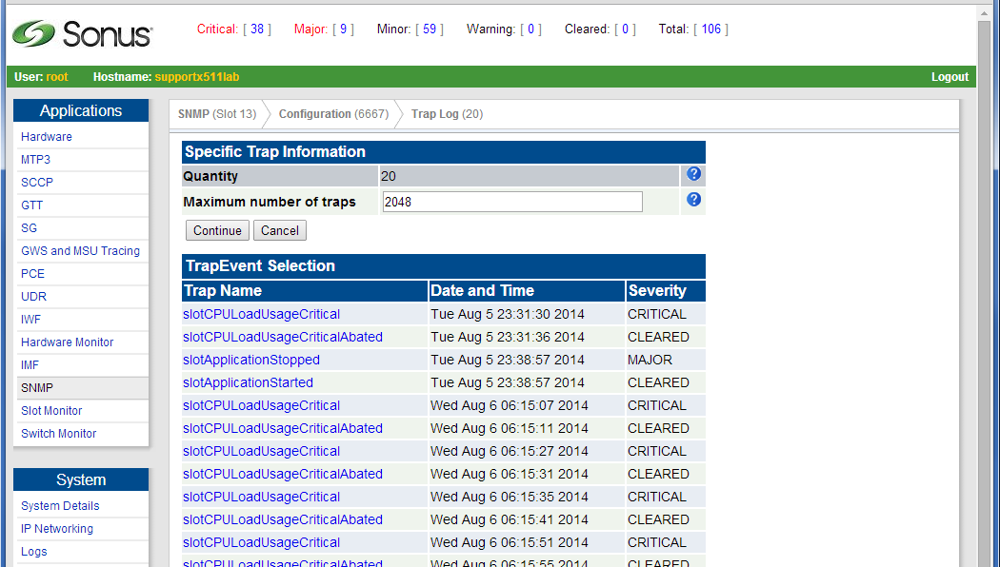 Sonus
Critical: [ 38 ] Major: [ 9 ] Minor: [ 59 ] Warning: [ 0 ] Cleared: [ 0 ] Total: [ 106 ]
User: root Hostname: supportx511lab Logout
Applications
Hardware
MTP3
SCCP
GTT
SG
GWS and MSU Tracing
PCE
UDR
IWF
Hardware Monitor
IMF
SNMP
Slot Monitor
Switch Monitor
System
System Details
IP Networking
Logs
SNMP (Slot 13) Configuration (6667) Trap Log (20)
Specific Trap Information
Quantity 20 ?
Maximum number of traps 2048 ?
Continue Cancel
TrapEvent Selection
Trap Name Date and Time Severity
slotCPULoadUsageCritical Tue Aug 5 23:31:30 2014 CRITICAL
slotCPULoadUsageCriticalAbated Tue Aug 5 23:31:36 2014 CLEARED
slotApplicationStopped Tue Aug 5 23:38:57 2014 MAJOR
slotApplicationStarted Tue Aug 5 23:38:57 2014 CLEARED
slotCPULoadUsageCritical Wed Aug 6 06:15:07 2014 CRITICAL
slotCPULoadUsageCriticalAbated Wed Aug 6 06:15:11 2014 CLEARED
slotCPULoadUsageCritical Wed Aug 6 06:15:27 2014 CRITICAL
slotCPULoadUsageCriticalAbated Wed Aug 6 06:15:31 2014 CLEARED
slotCPULoadUsageCritical Wed Aug 6 06:15:35 2014 CRITICAL
slotCPULoadUsageCriticalAbated Wed Aug 6 06:15:41 2014 CLEARED
slotCPULoadUsageCritical Wed Aug 6 06:15:51 2014 CRITICAL
slotCPULoadUsageCriticalAbated Wed Aug 6 06:15:55 2014 CLEARED